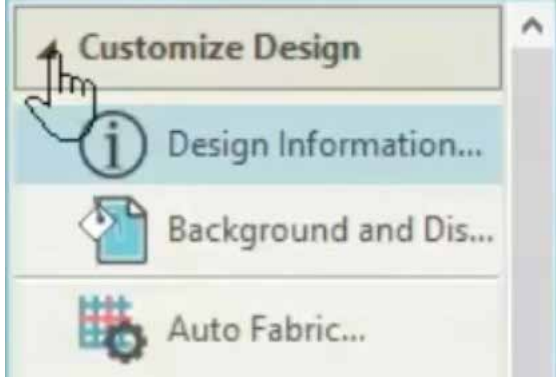 Customize Design
Design Information...
Background and Dis...
Auto Fabric...